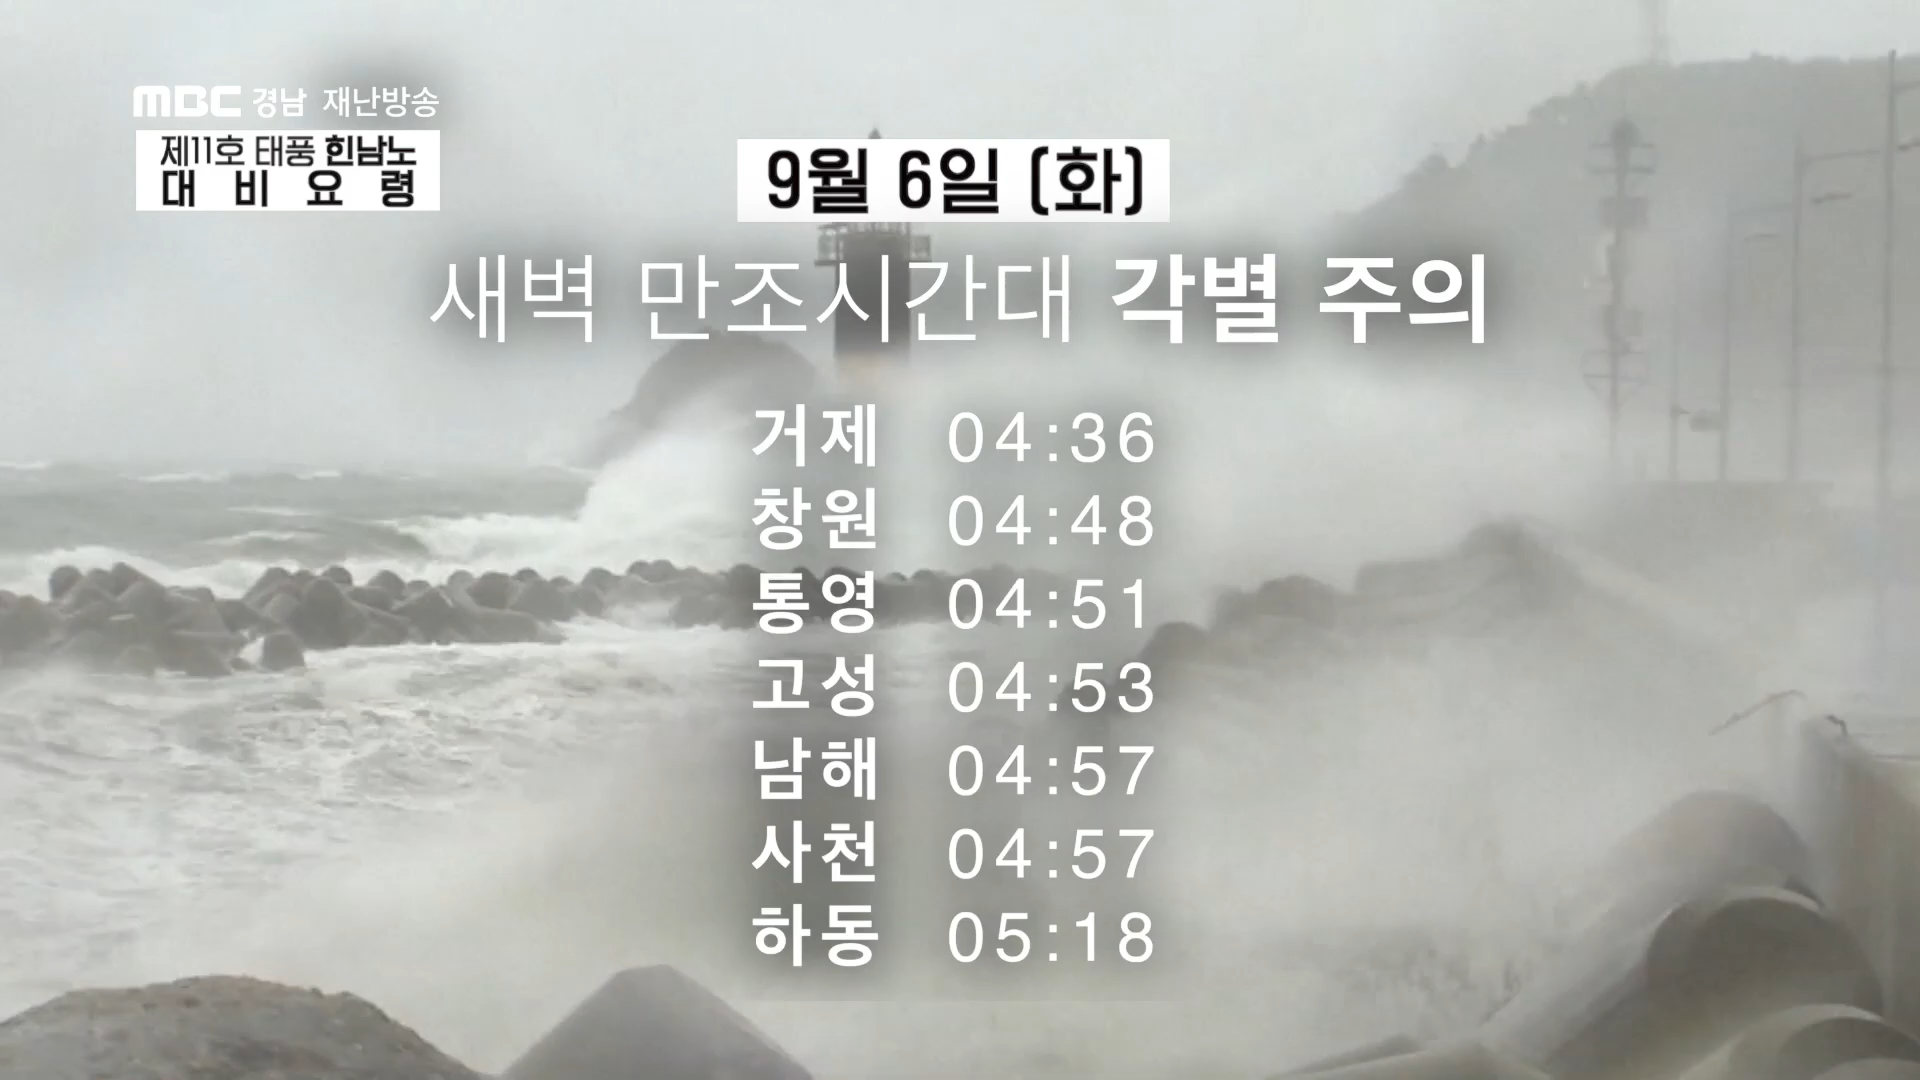 MBC 경남 재난방송
제11호 태풍 힌남노
대 비 요 령
9월 6일 (화)
새벽 만조시간대 각별 주의
거제 04:36
창원 04:48
통영 04:51
고성 04:53
남해 04:57
사천 04:57
하동 05:18